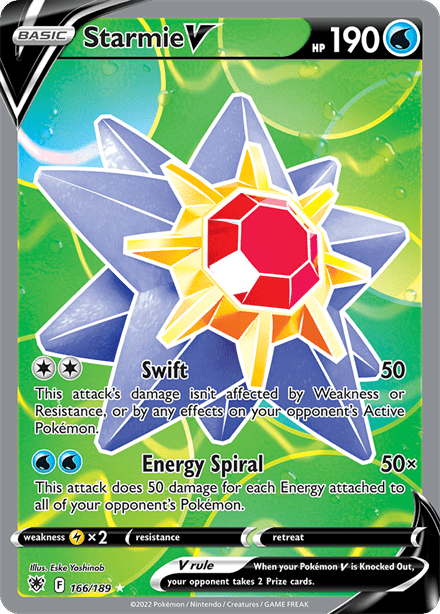 BASIC Starmie V HP 190
Swift 50
This attack's damage isn't affected by Weakness or
Resistance, or by any effects on your opponent's Active
Pokémon.
Energy Spiral 50×
This attack does 50 damage for each Energy attached to
all of your opponent's Pokémon.
weakness ×2 resistance retreat
Illus. Eske Yoshinob
V rule When your Pokémon V is Knocked Out,
your opponent takes 2 Prize cards.
F 166/189
©2022 Pokémon / Nintendo / Creatures / GAME FREAK